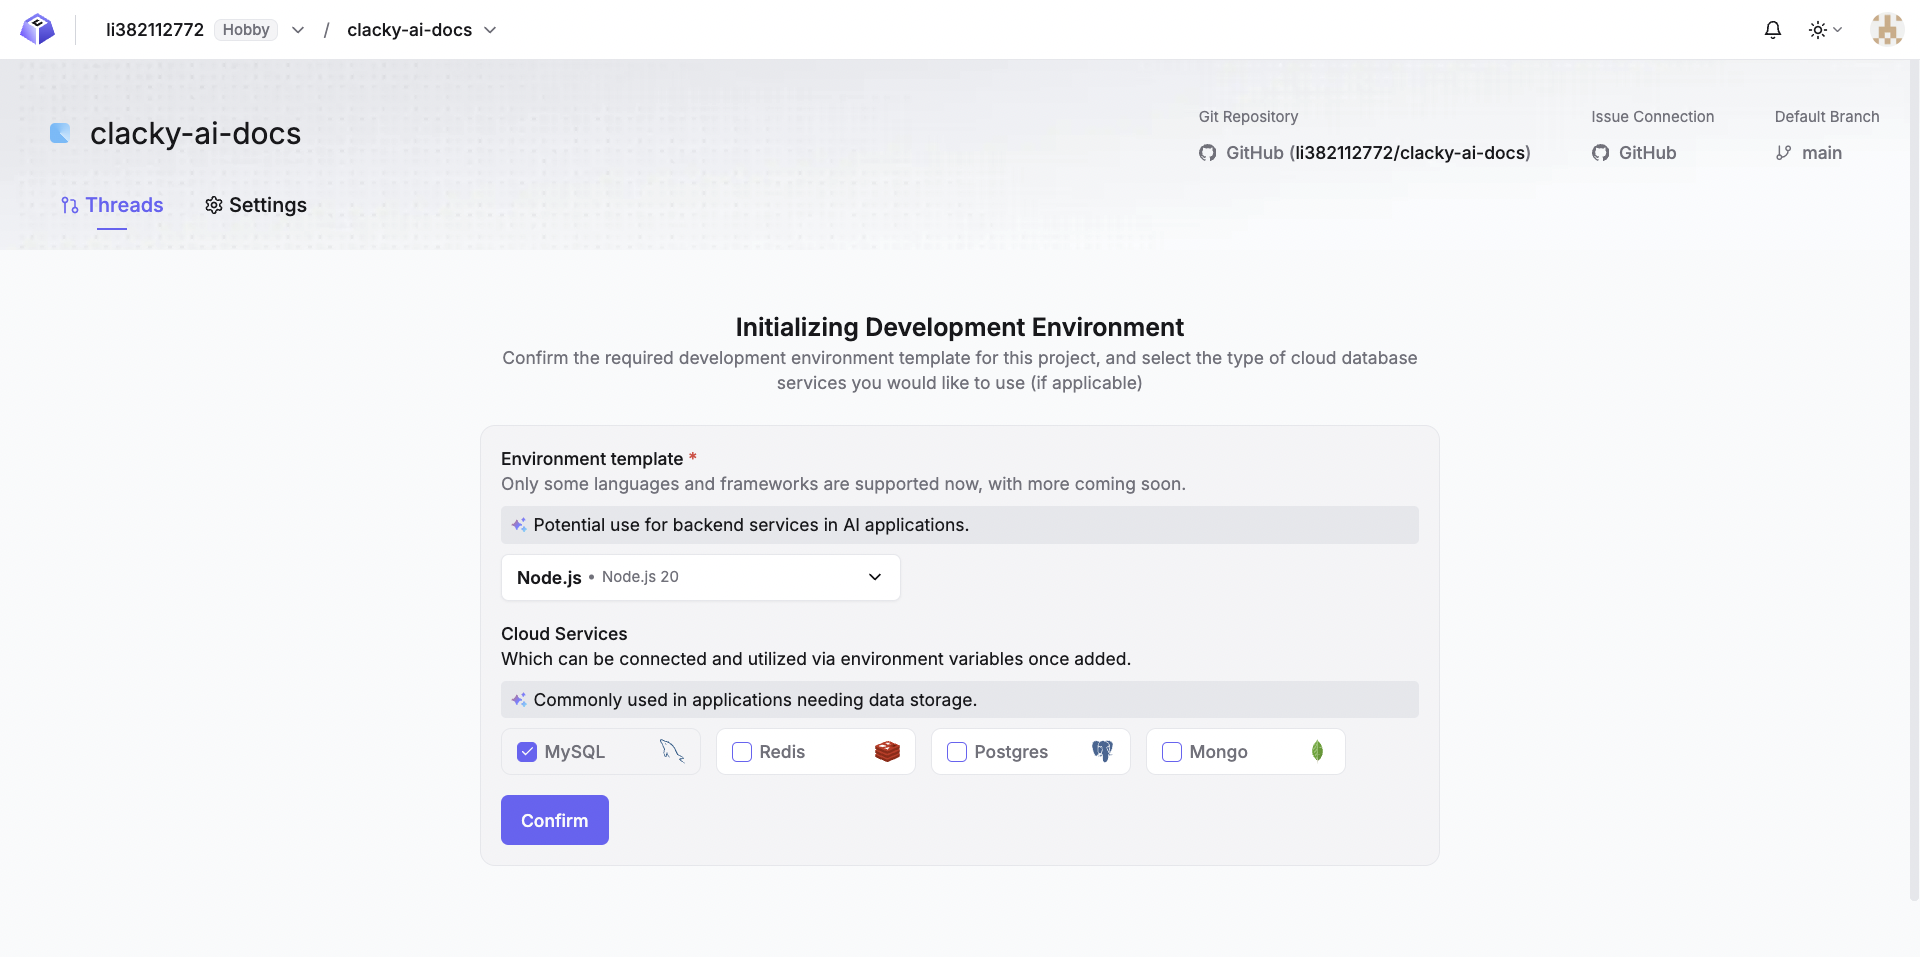 li382112772 Hobby / clacky-ai-docs
clacky-ai-docs
Git Repository
GitHub (li382112772/clacky-ai-docs)
Issue Connection
GitHub
Default Branch
main
Threads
Settings
Initializing Development Environment
Confirm the required development environment template for this project, and select the type of cloud database
services you would like to use (if applicable)
Environment template *
Only some languages and frameworks are supported now, with more coming soon.
Potential use for backend services in AI applications.
Node.js • Node.js 20
Cloud Services
Which can be connected and utilized via environment variables once added.
Commonly used in applications needing data storage.
MySQL
Redis
Postgres
Mongo
Confirm